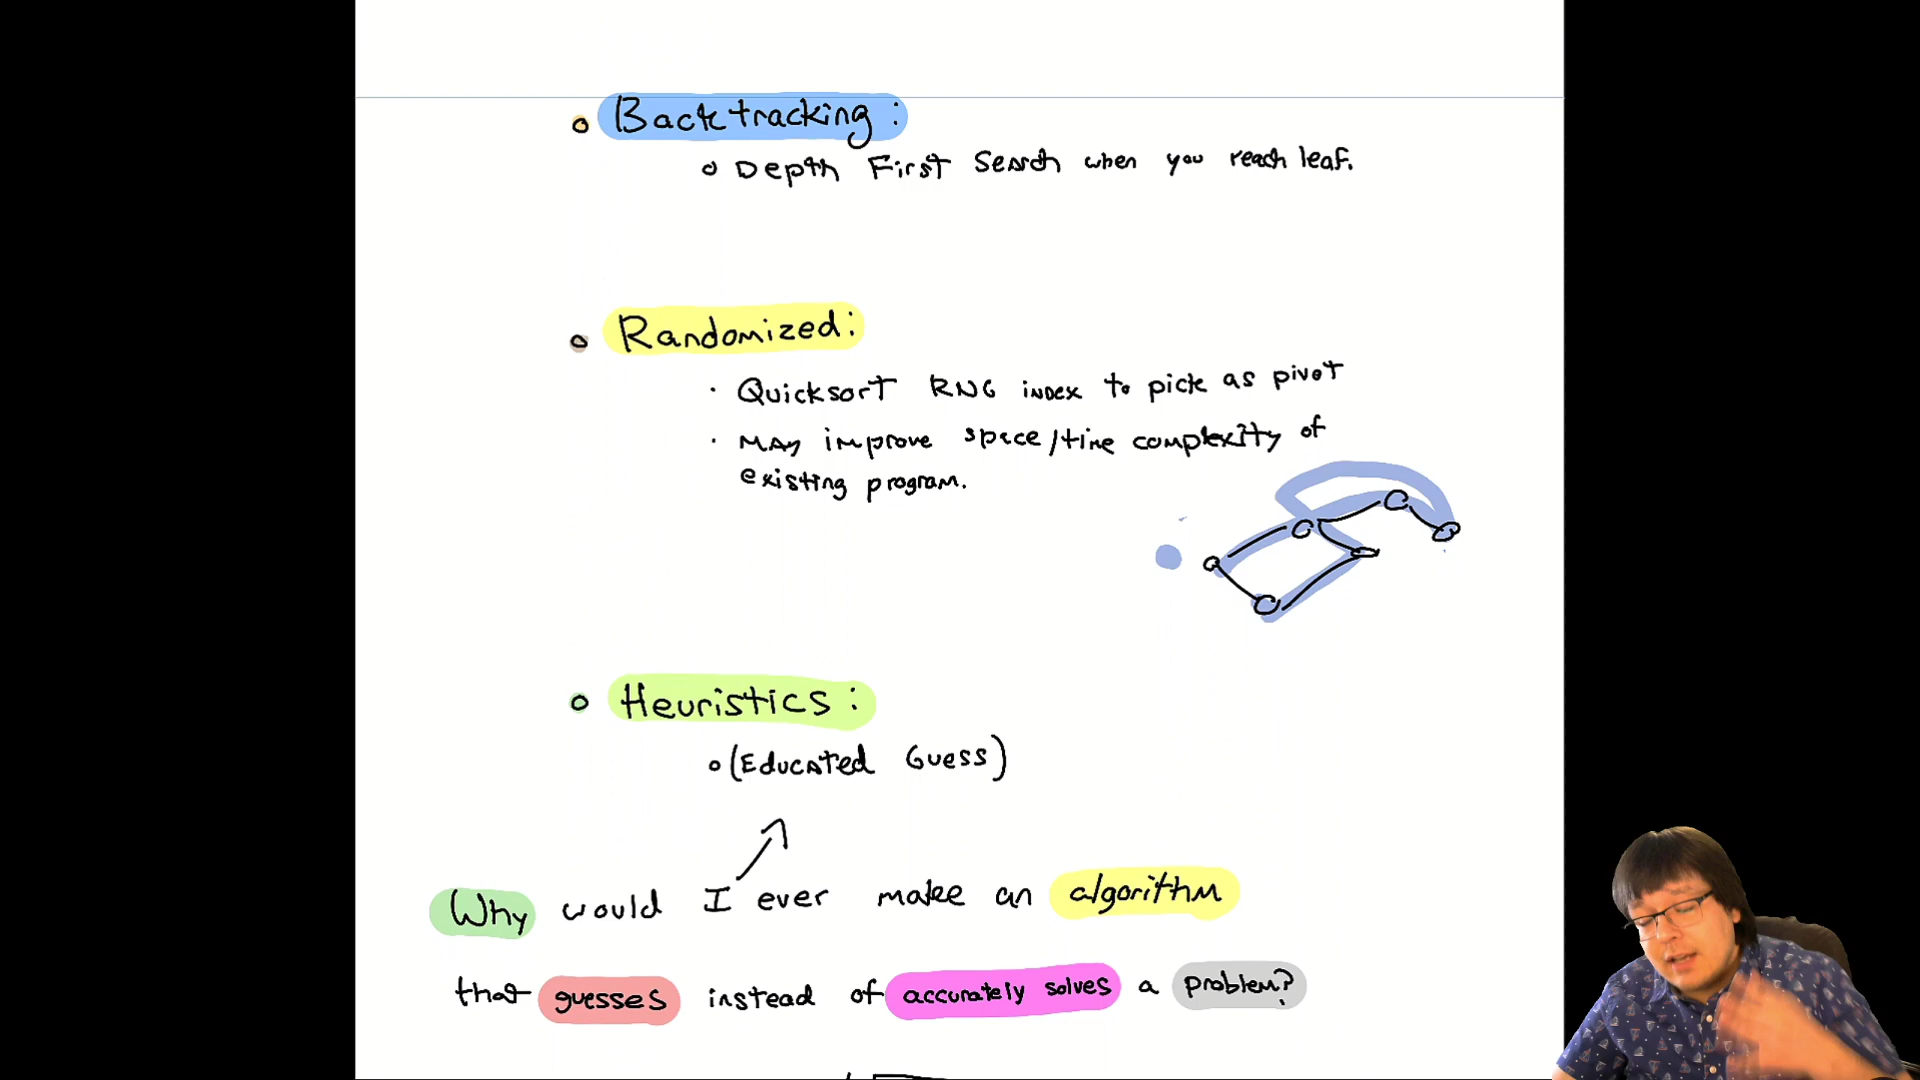 Backtracking:
Depth First Search when you reach leaf.
Randomized:
Quicksort RNG index to pick as pivot
May improve space/time complexity of
existing program.
Heuristics:
(Educated Guess)
Why would I ever make an algorithm
that guesses instead of accurately solves a problem?